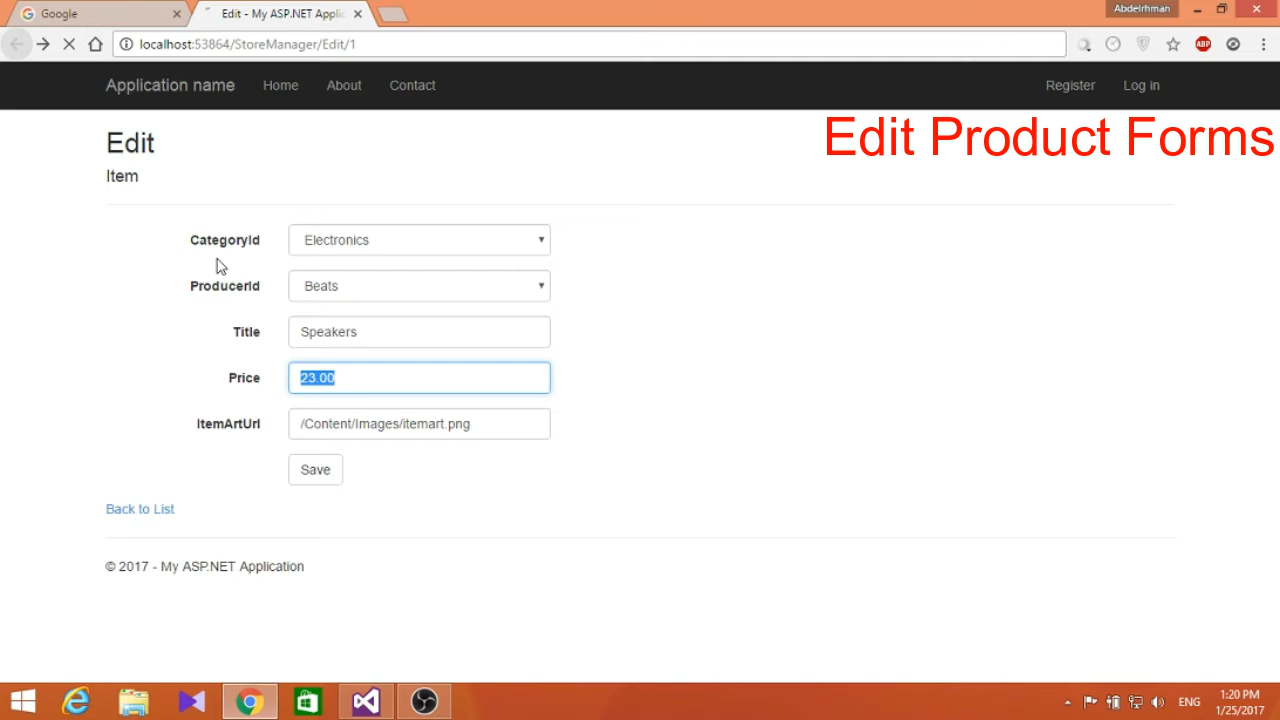 Google
Edit - My ASP.NET Applic
Abdelrhman
localhost:53864/StoreManager/Edit/1
ABP
Application name
Home
About
Contact
Register
Log in
Edit Product Forms
Edit
Item
CategoryId
Electronics
ProducerId
Beats
Title
Speakers
Price
23.00
ItemArtUrl
/Content/Images/itemart.png
Save
Back to List
© 2017 - My ASP.NET Application
ENG
1:20 PM
1/25/2017